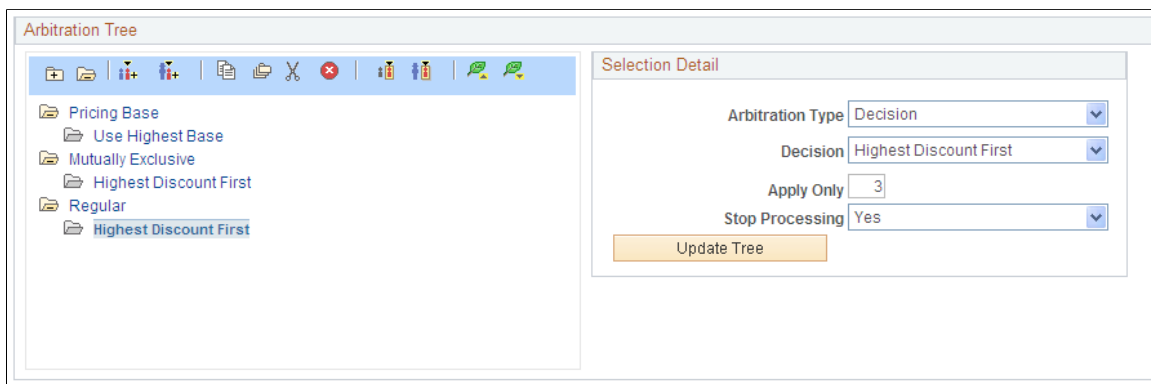 Arbitration Tree
Pricing Base
Use Highest Base
Mutually Exclusive
Highest Discount First
Regular
Highest Discount First
Selection Detail
Arbitration Type Decision
Decision Highest Discount First
Apply Only 3
Stop Processing Yes
Update Tree